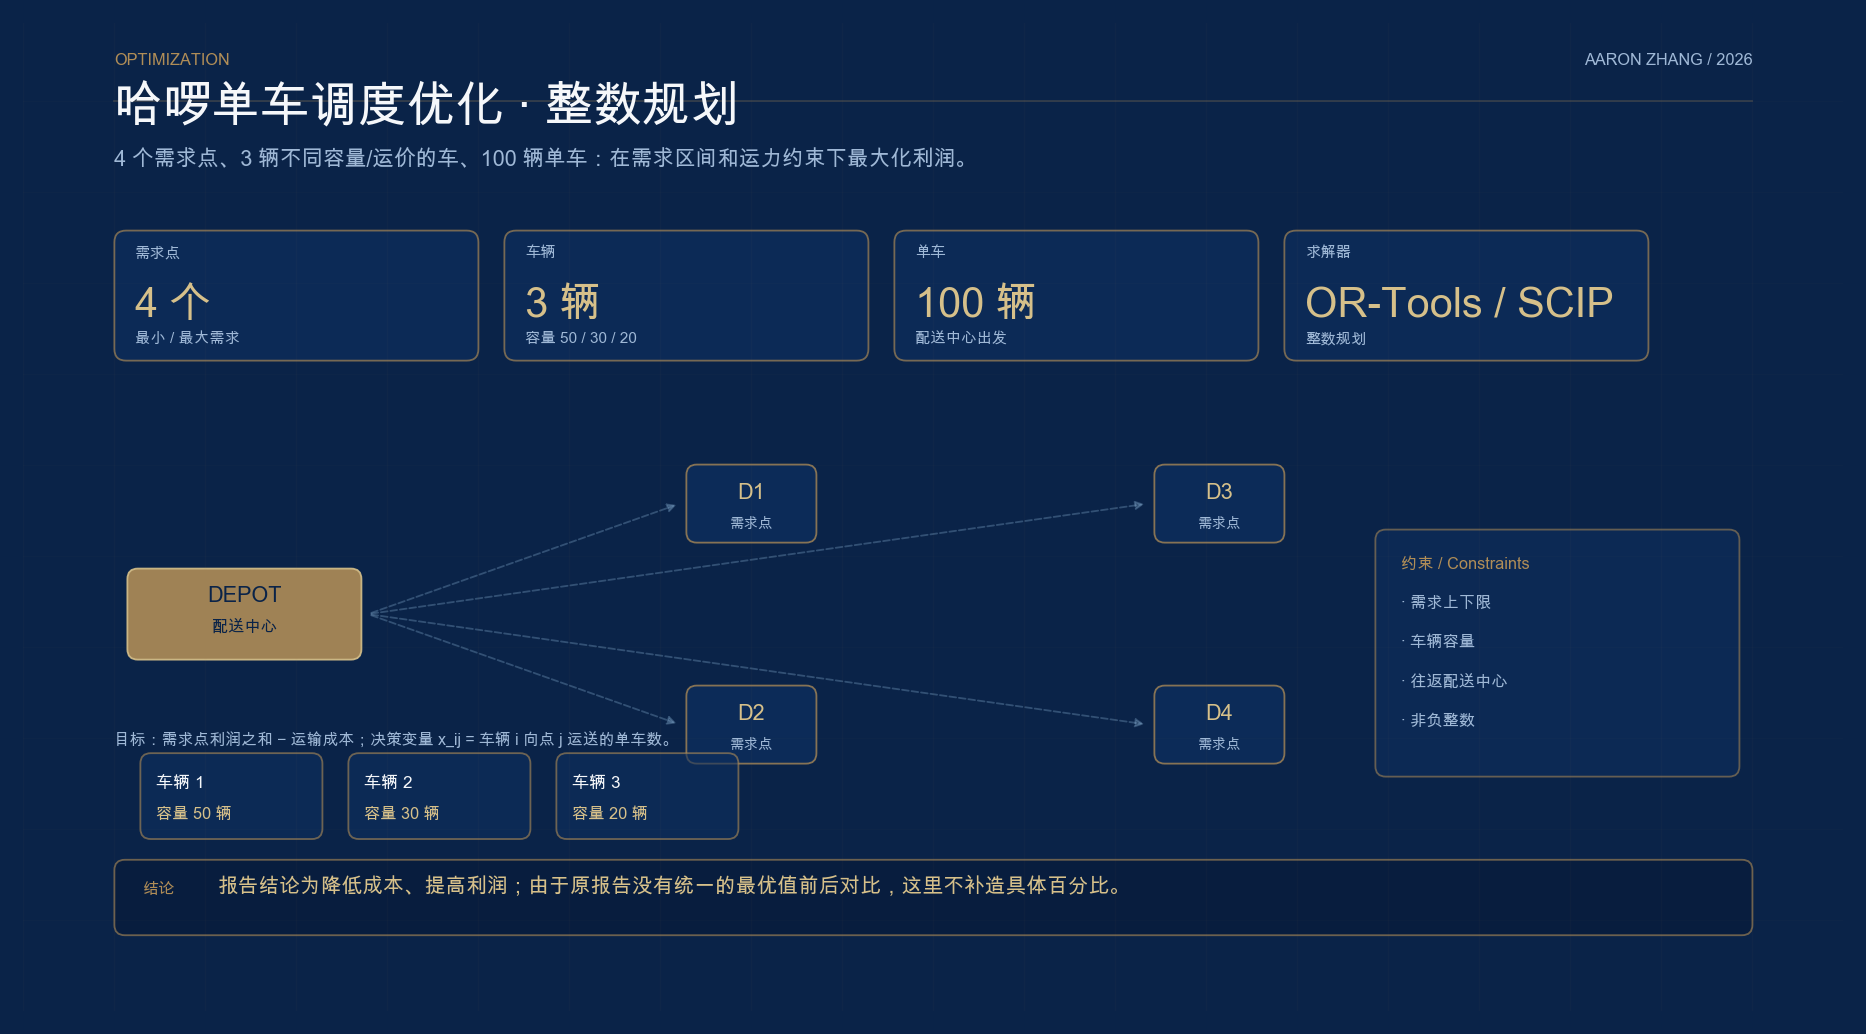 OPTIMIZATION
AARON ZHANG / 2026
哈啰单车调度优化 · 整数规划
4 个需求点、3 辆不同容量/运价的车、100 辆单车：在需求区间和运力约束下最大化利润。
需求点
4 个
最小 / 最大需求
车辆
3 辆
容量 50 / 30 / 20
单车
100 辆
配送中心出发
求解器
OR-Tools / SCIP
整数规划
D1
需求点
D3
需求点
DEPOT
配送中心
D2
需求点
D4
需求点
约束 / Constraints
· 需求上下限
· 车辆容量
· 往返配送中心
· 非负整数
目标：需求点利润之和 − 运输成本；决策变量 x_ij = 车辆 i 向点 j 运送的单车数。
车辆 1
容量 50 辆
车辆 2
容量 30 辆
车辆 3
容量 20 辆
结论
报告结论为降低成本、提高利润；由于原报告没有统一的最优值前后对比，这里不补造具体百分比。